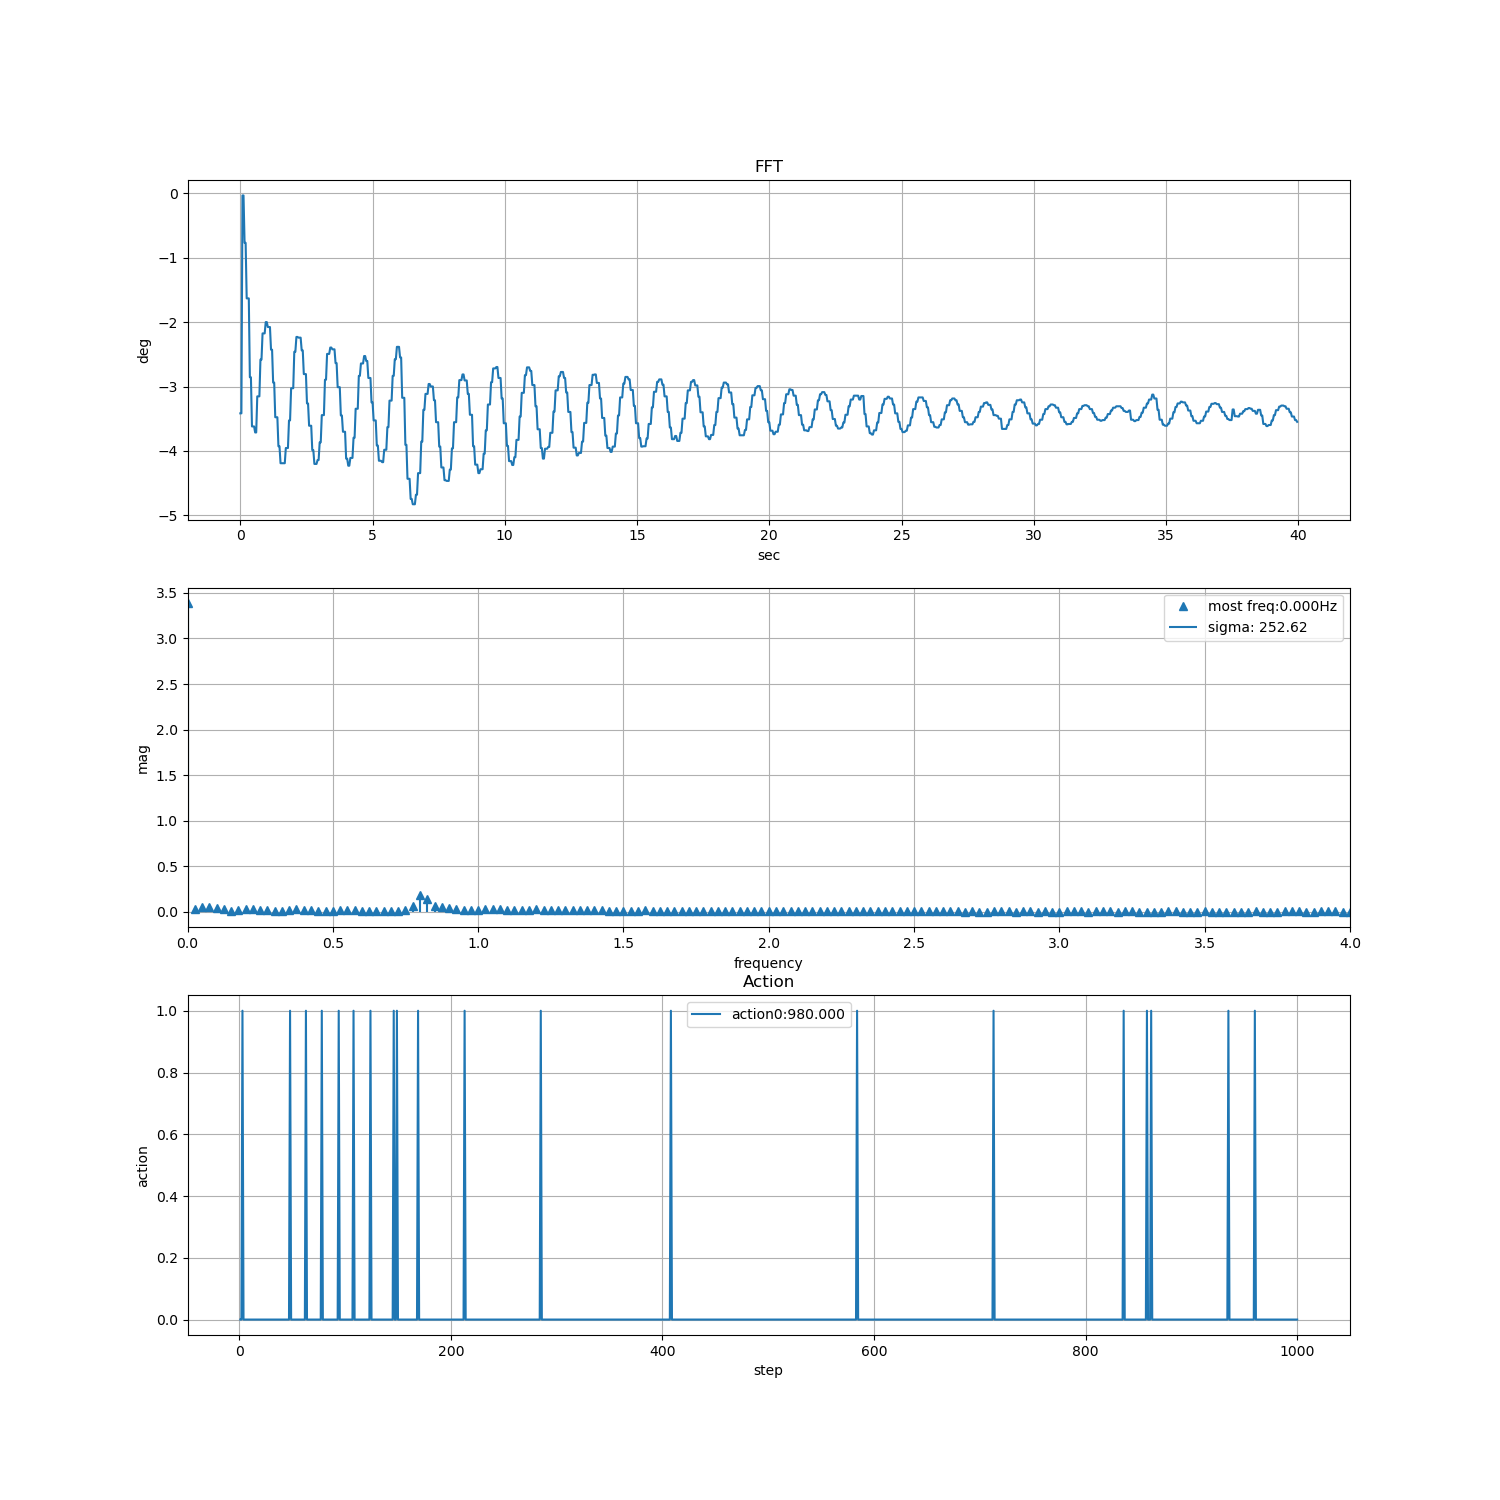 FFT
0
−1
−2
−3
−4
−5
deg
0 5 10 15 20 25 30 35 40
sec
3.5
3.0
2.5
2.0
1.5
1.0
0.5
0.0
mag
most freq:0.000Hz
sigma: 252.62
0.0 0.5 1.0 1.5 2.0 2.5 3.0 3.5 4.0
frequency
Action
1.0
0.8
0.6
0.4
0.2
0.0
action
action0:980.000
0 200 400 600 800 1000
step